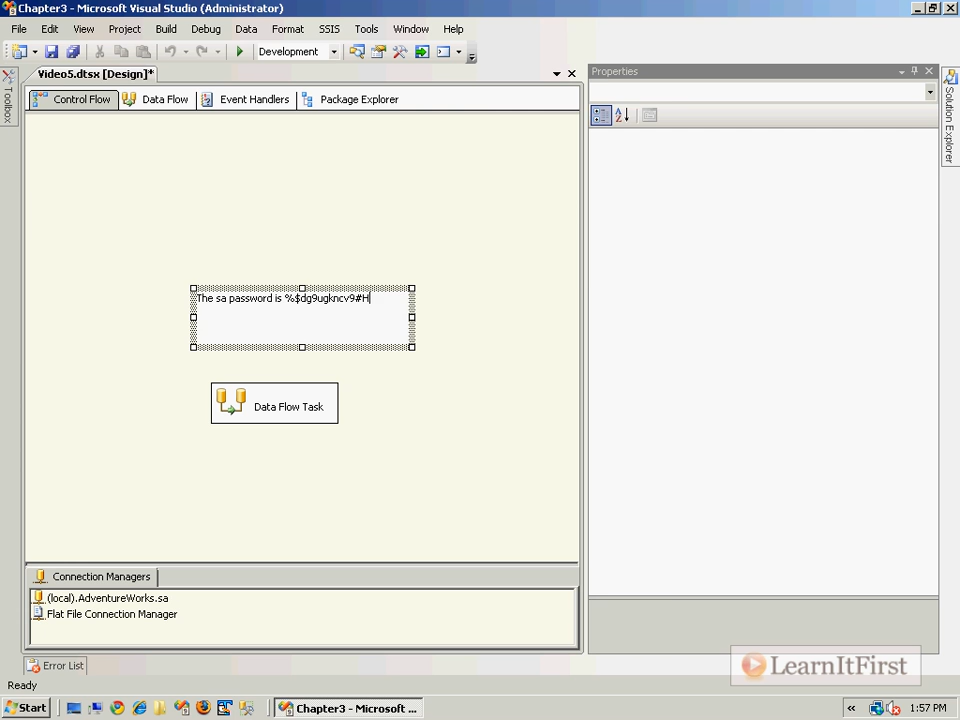 Chapter3 - Microsoft Visual Studio (Administrator)
File Edit View Project Build Debug Data Format SSIS Tools Window Help
Development
Video5.dtsx [Design]*
Properties
Toolbox
Solution Explorer
Control Flow Data Flow Event Handlers Package Explorer
The sa password is %$dg9ugkncv9#H
Data Flow Task
Connection Managers
(local).AdventureWorks.sa
Flat File Connection Manager
Error List
LearnItFirst
Ready
Start Chapter3 - Microsoft ... « 1:57 PM